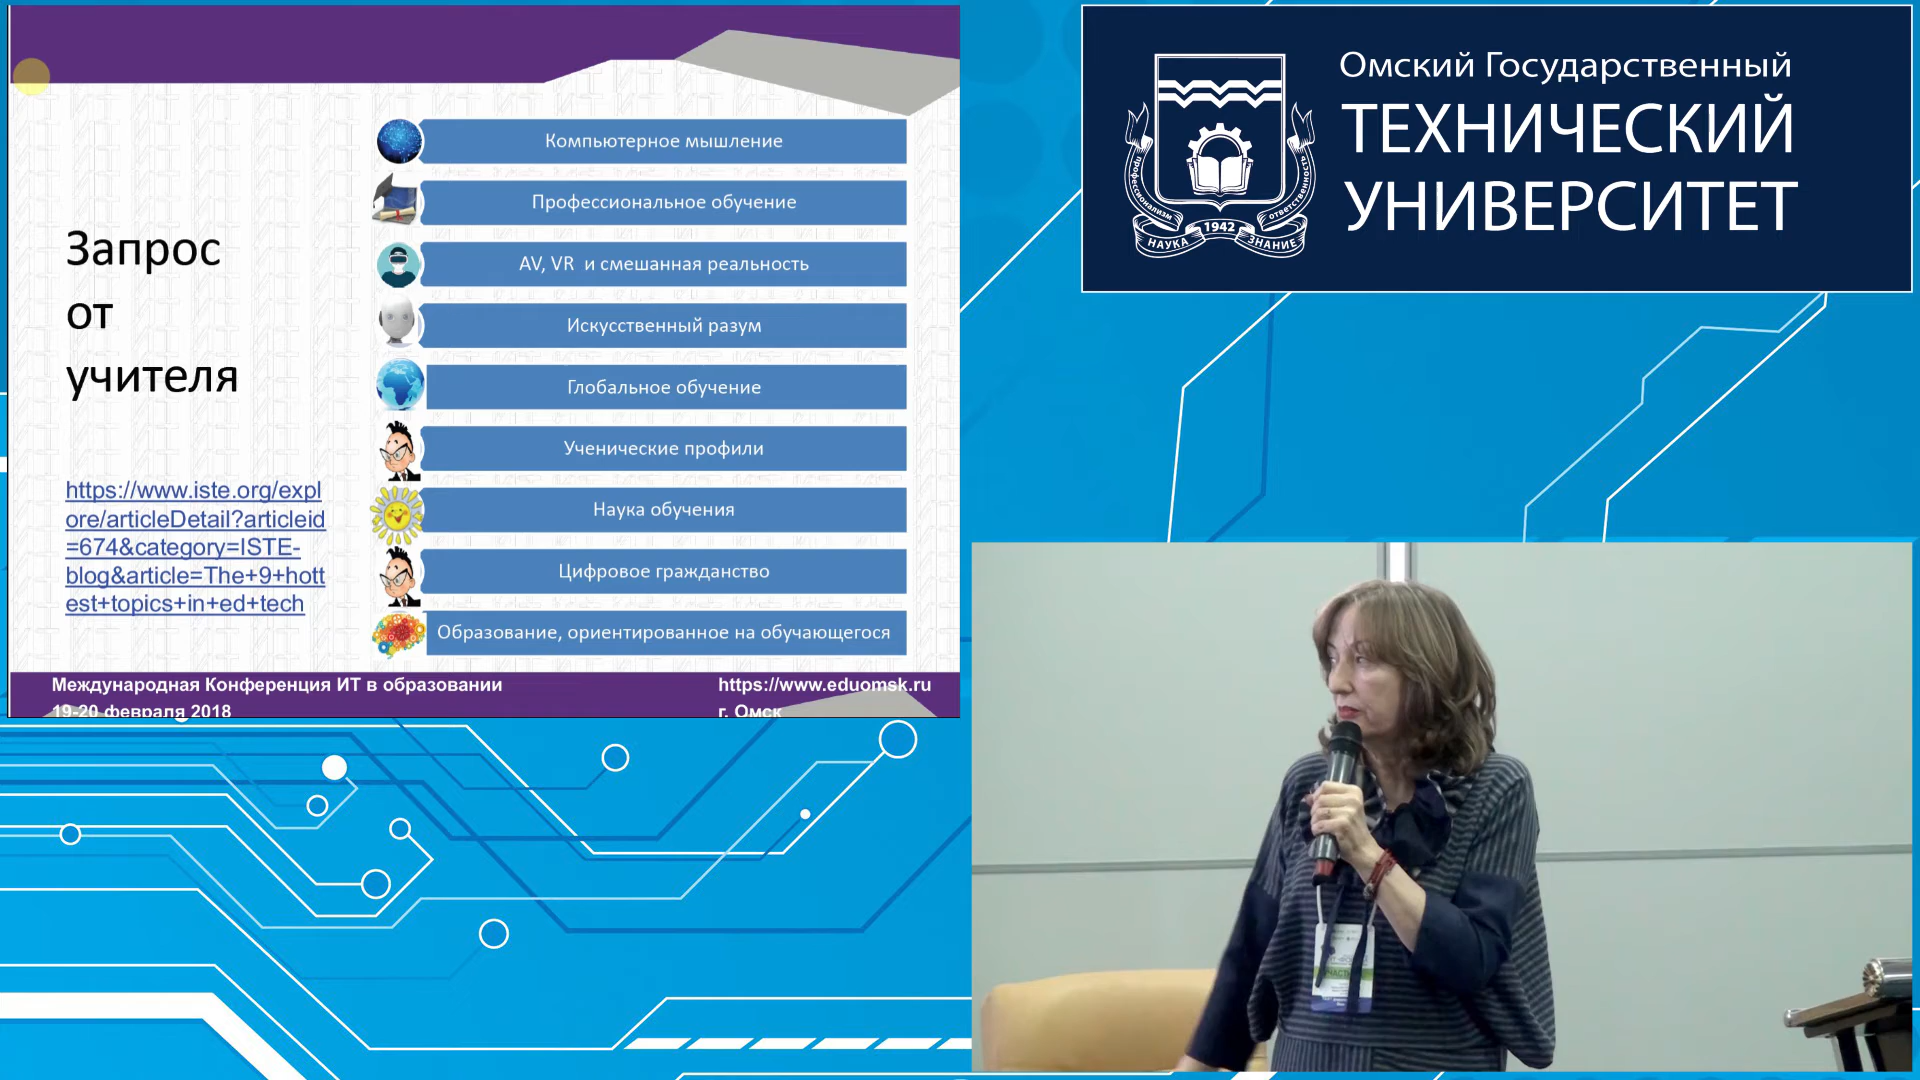 Запрос
от
учителя
https://www.iste.org/expl
ore/articleDetail?articleid
=674&category=ISTE-
blog&article=The+9+hott
est+topics+in+ed+tech
Компьютерное мышление
Профессиональное обучение
AV, VR и смешанная реальность
Искусственный разум
Глобальное обучение
Ученические профили
Наука обучения
Цифровое гражданство
Образование, ориентированное на обучающегося
Международная Конференция ИТ в образовании
19-20 февраля 2018
https://www.eduomsk.ru
г. Омск
Омский Государственный
ТЕХНИЧЕСКИЙ
УНИВЕРСИТЕТ
профессионализм
ответственность
НАУКА 1942 ЗНАНИЕ